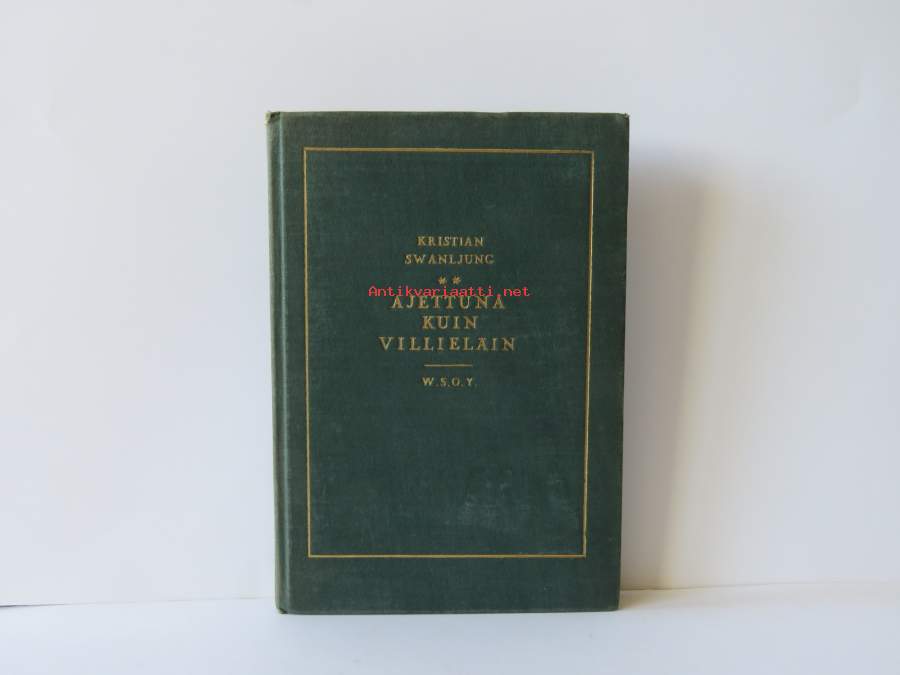 KRISTIAN
SWANLJUNG
**
Antikvariaatti.net
AJETTUNA
KUIN
VILLIELÄIN
W.S.O.Y.